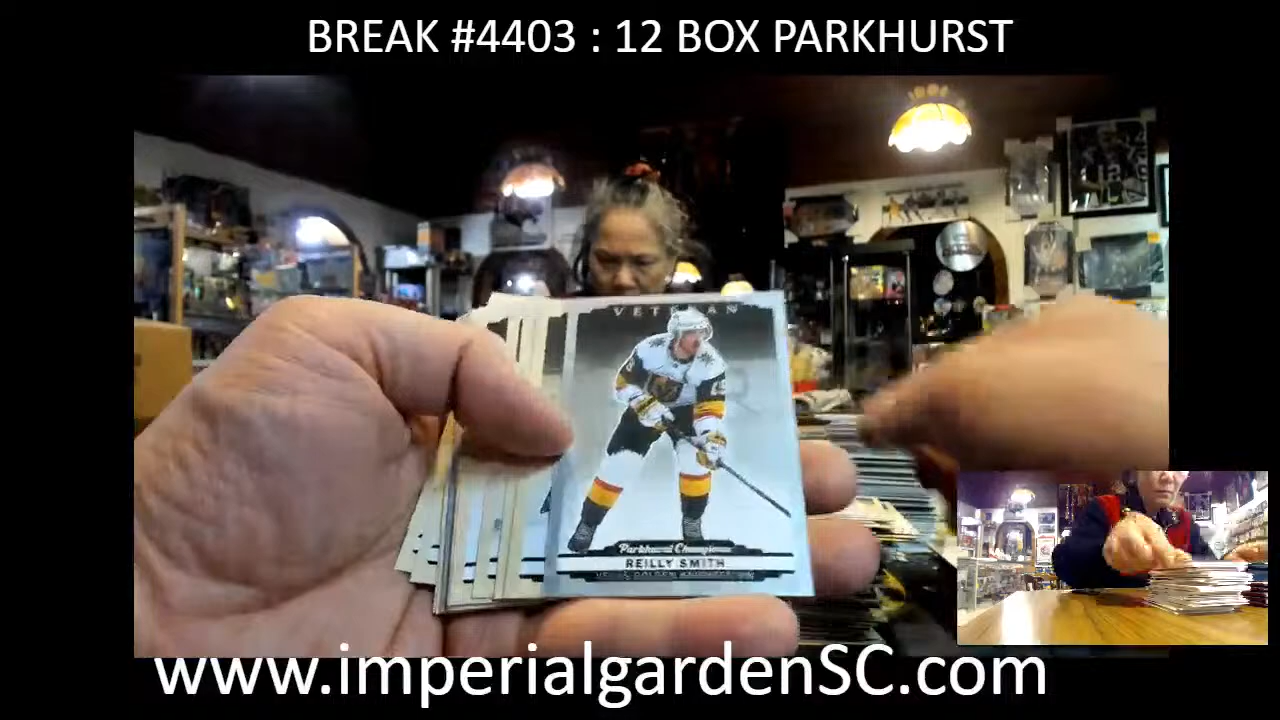 BREAK #4403 : 12 BOX PARKHURST
VETERAN
Parkhurst Champions
REILLY SMITH
www.imperialgardenSC.com